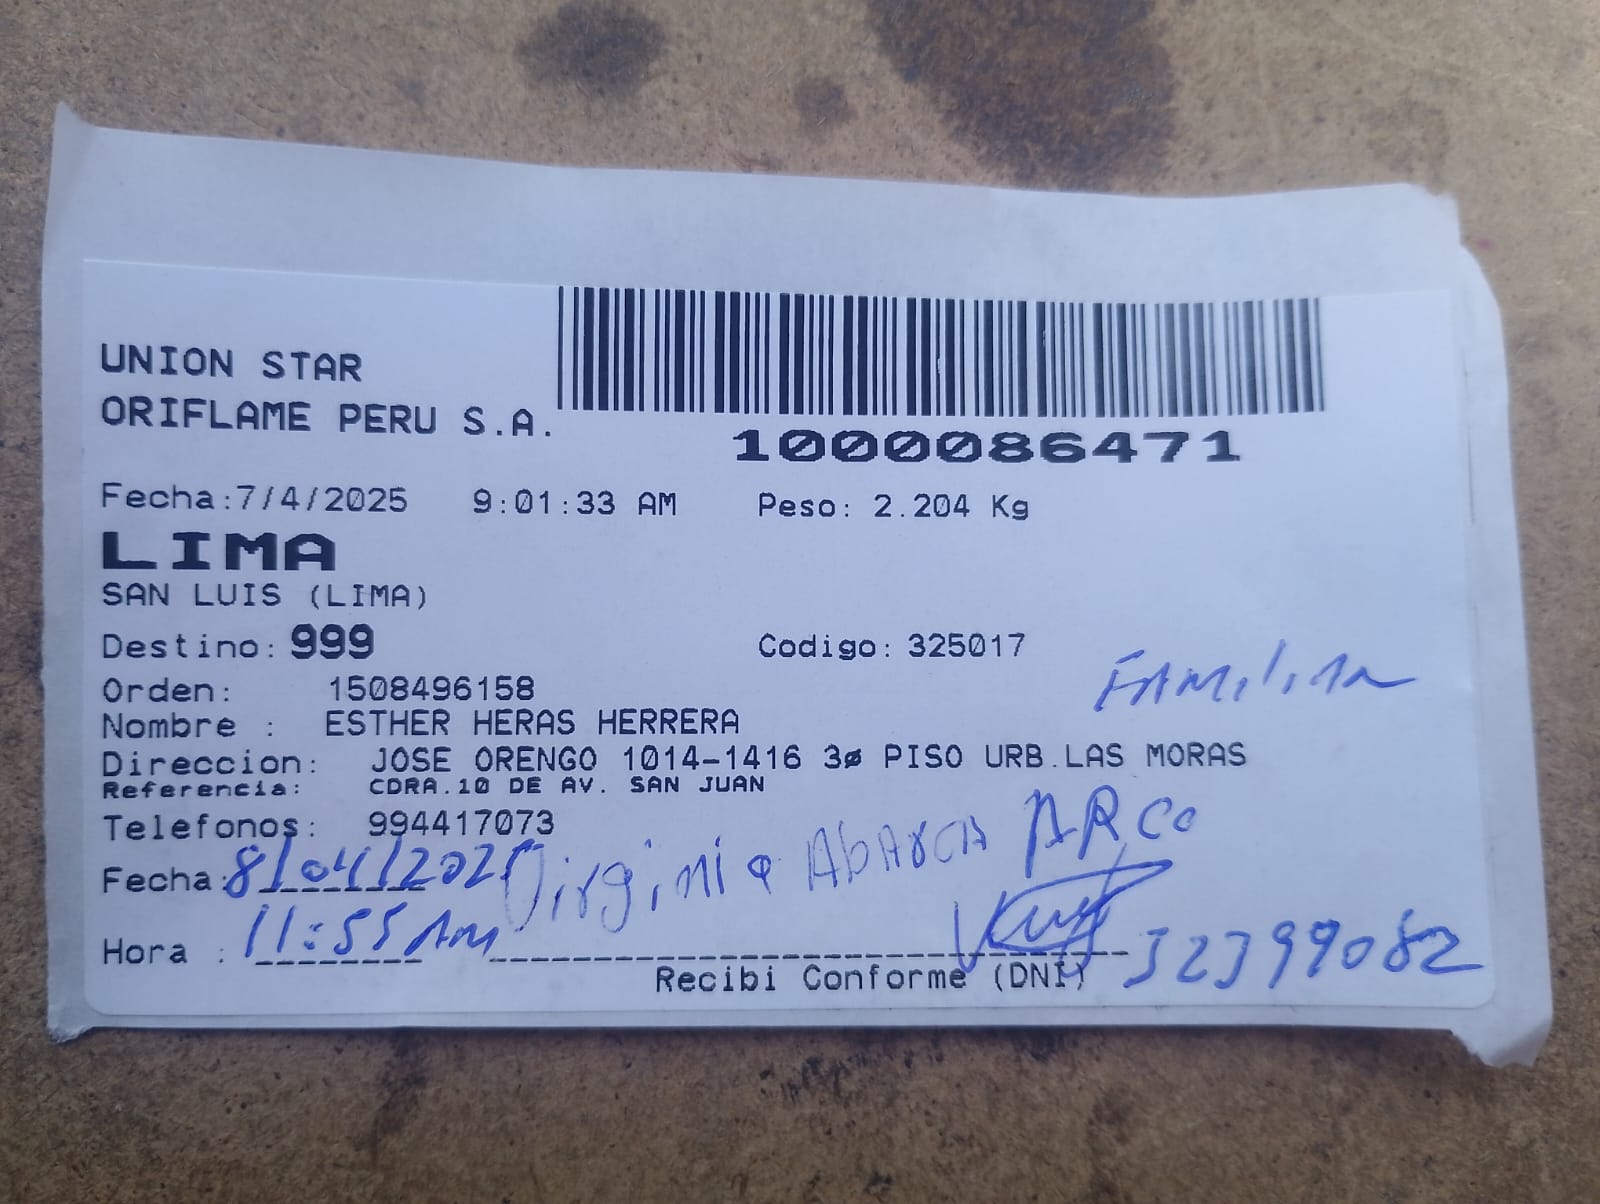 UNION STAR
ORIFLAME PERU S.A.
1000086471
Fecha:7/4/2025 9:01:33 AM Peso: 2.204 Kg
LIMA
SAN LUIS (LIMA)
Destino: 999 Codigo: 325017
Orden: 1508496158
Nombre : ESTHER HERAS HERRERA
Direccion: JOSE ORENGO 1014-1416 3ø PISO URB.LAS MORAS
Referencia: CDRA.10 DE AV. SAN JUAN
Telefonos: 994417073
Fecha: 8/04/2025 Virginia Abarca ARCO
Hora : 11:55 AM
Recibi Conforme (DNI) 32399082